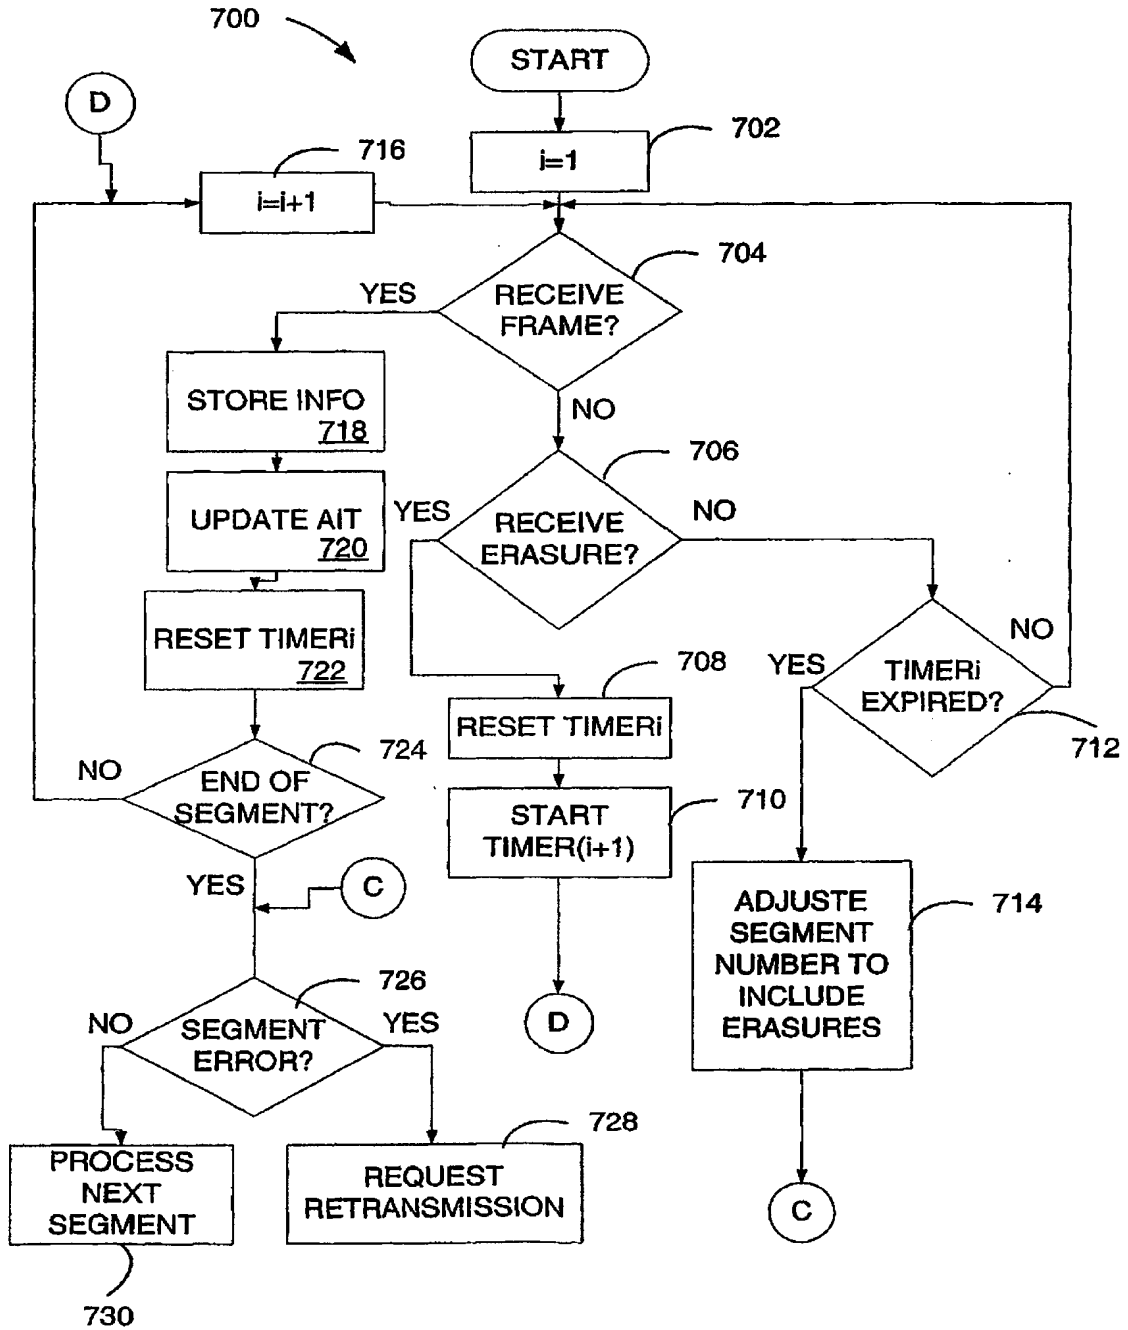 700
START
D
702
i=1
716
i=i+1
704
YES
RECEIVE
FRAME?
STORE INFO
718
NO
706
UPDATE AIT
720
YES
RECEIVE
ERASURE?
NO
RESET TIMERi
722
708
RESET TIMERi
YES
TIMERi
EXPIRED?
NO
712
724
NO
END OF
SEGMENT?
710
START
TIMER(i+1)
YES
C
714
ADJUSTE
SEGMENT
NUMBER TO
INCLUDE
ERASURES
726
NO
SEGMENT
ERROR?
YES
D
728
PROCESS
NEXT
SEGMENT
REQUEST
RETRANSMISSION
C
730